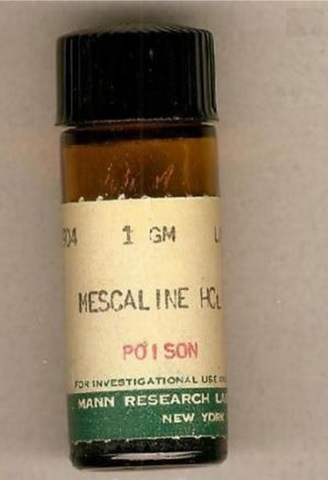 1 GM
MESCALINE HCL
POISON
FOR INVESTIGATIONAL USE
MANN RESEARCH
NEW YORK